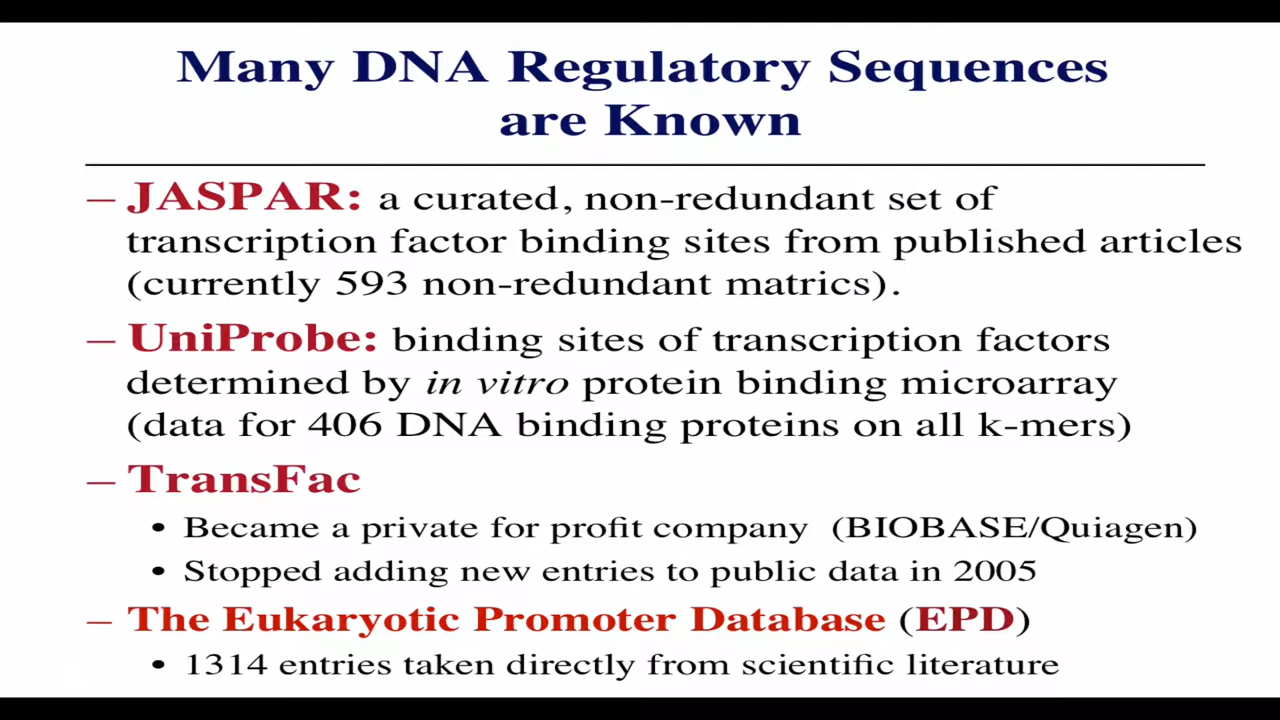 Many DNA Regulatory Sequences
are Known
– JASPAR: a curated, non-redundant set of
transcription factor binding sites from published articles
(currently 593 non-redundant matrics).
– UniProbe: binding sites of transcription factors
determined by in vitro protein binding microarray
(data for 406 DNA binding proteins on all k-mers)
– TransFac
• Became a private for profit company (BIOBASE/Quiagen)
• Stopped adding new entries to public data in 2005
– The Eukaryotic Promoter Database (EPD)
• 1314 entries taken directly from scientific literature